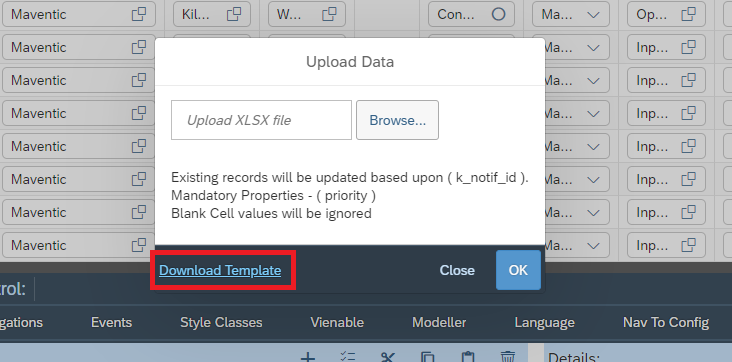 Maventic Kil... W... Con... Ma... Op...
Maventic Ma... Inp...
Upload Data
Maventic Ma... Inp...
Maventic Ma... Inp...
Upload XLSX file Browse...
Maventic Ma... Inp...
Maventic Ma... Inp...
Existing records will be updated based upon ( k_notif_id ).
Maventic Ma... Inp...
Mandatory Properties - ( priority )
Blank Cell values will be ignored
Maventic Ma... Inp...
Download Template Close OK
rol:
gations Events Style Classes Vienable Modeller Language Nav To Config
Details: